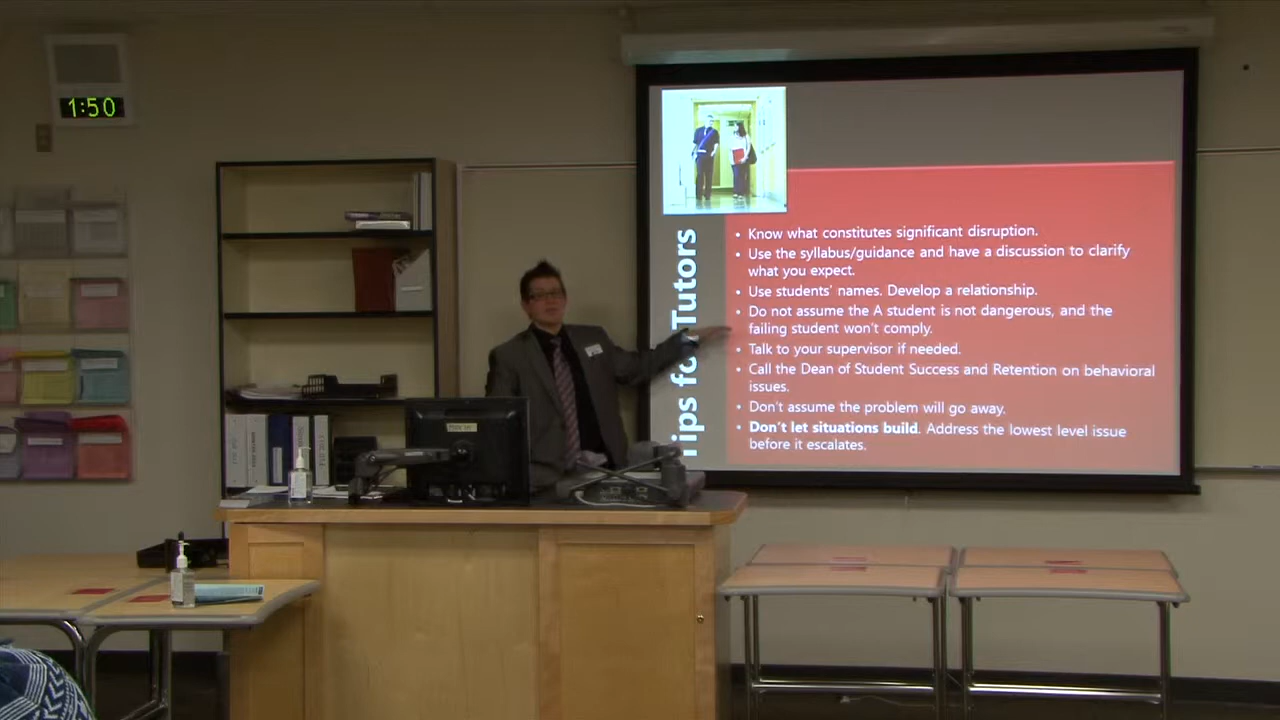 1:50
Tips for Tutors
• Know what constitutes significant disruption.
• Use the syllabus/guidance and have a discussion to clarify
what you expect.
• Use students' names. Develop a relationship.
• Do not assume the A student is not dangerous, and the
failing student won't comply.
• Talk to your supervisor if needed.
• Call the Dean of Student Success and Retention on behavioral
issues.
• Don't assume the problem will go away.
• Don't let situations build. Address the lowest level issue
before it escalates.